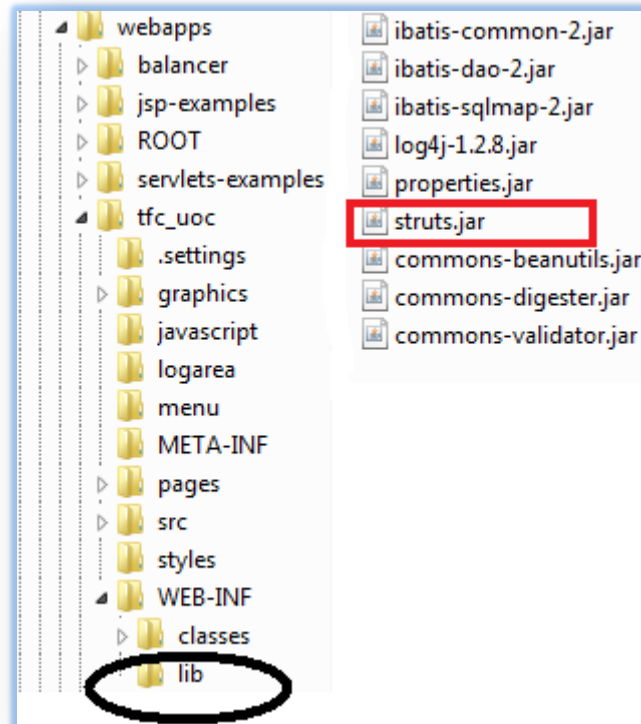 webapps
balancer
jsp-examples
ROOT
servlets-examples
tfc_uoc
.settings
graphics
javascript
logarea
menu
META-INF
pages
src
styles
WEB-INF
classes
lib
ibatis-common-2.jar
ibatis-dao-2.jar
ibatis-sqlmap-2.jar
log4j-1.2.8.jar
properties.jar
struts.jar
commons-beanutils.jar
commons-digester.jar
commons-validator.jar